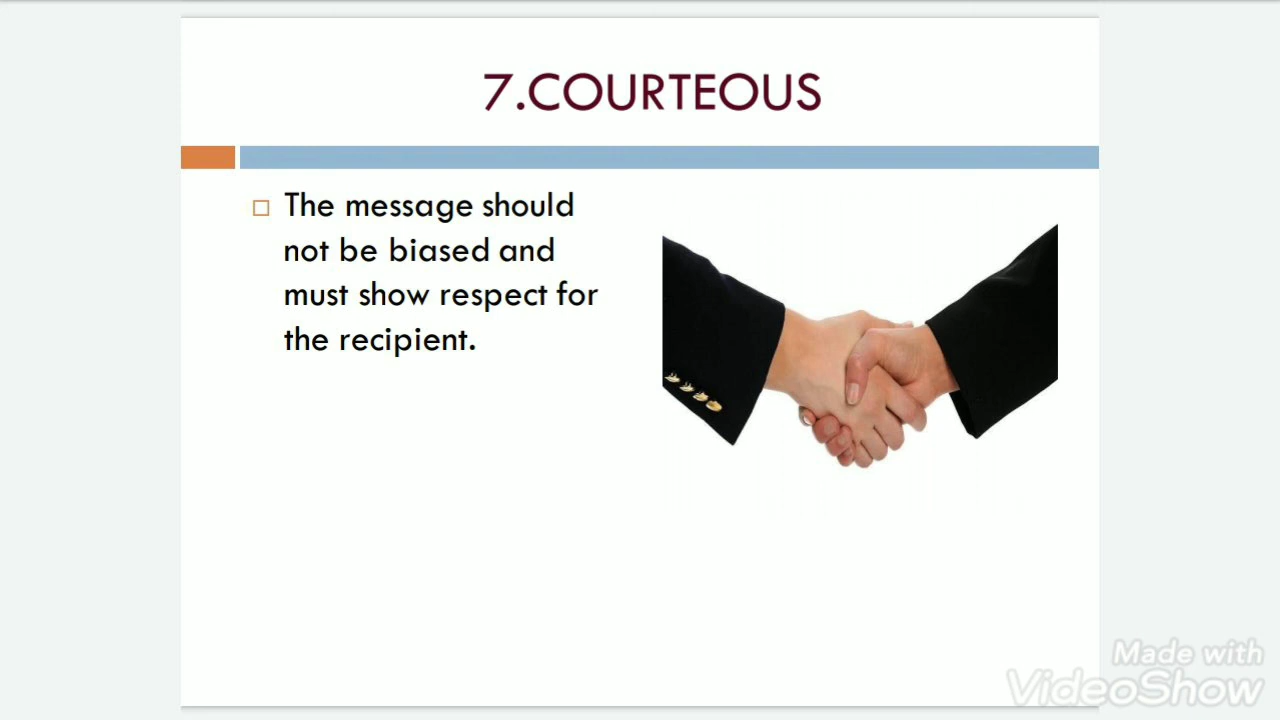 7.COURTEOUS
The message should
not be biased and
must show respect for
the recipient.
Made with
VideoShow